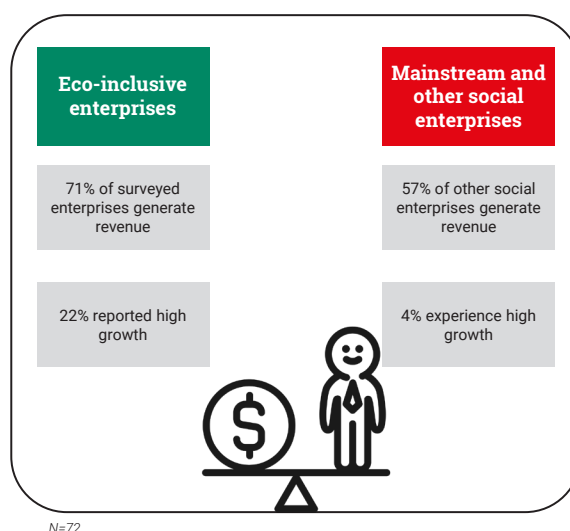 Eco-inclusive
enterprises
71% of surveyed
enterprises generate
revenue
22% reported high
growth
Mainstream and
other social
enterprises
57% of other social
enterprises generate
revenue
4% experience high
growth
$
N=72